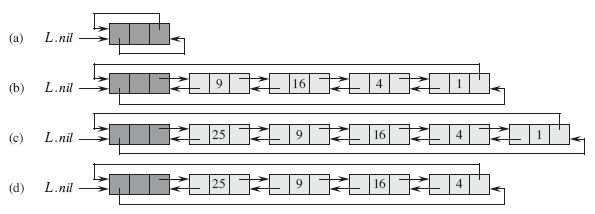 (a) L.nil
(b) L.nil 9 16 4 1
(c) L.nil 25 9 16 4 1
(d) L.nil 25 9 16 4